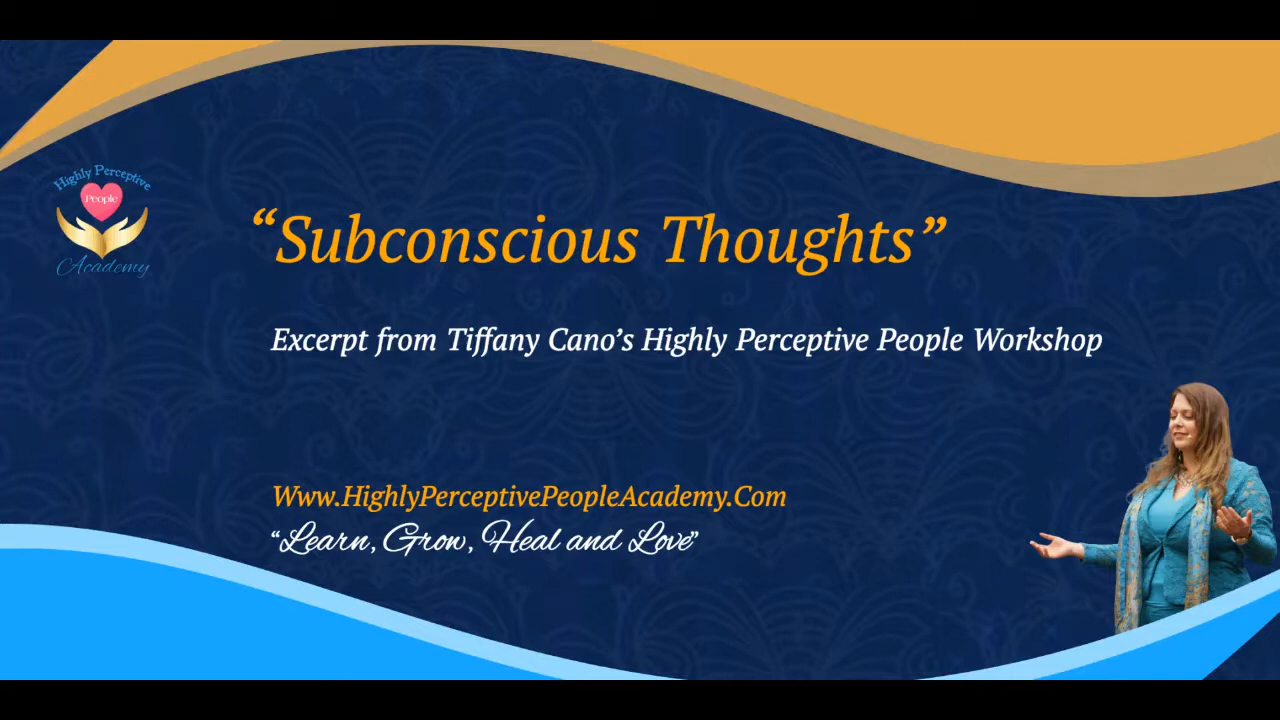 Highly Perceptive
People
Academy
“Subconscious Thoughts”
Excerpt from Tiffany Cano’s Highly Perceptive People Workshop
Www.HighlyPerceptivePeopleAcademy.Com
“Learn, Grow, Heal and Love”